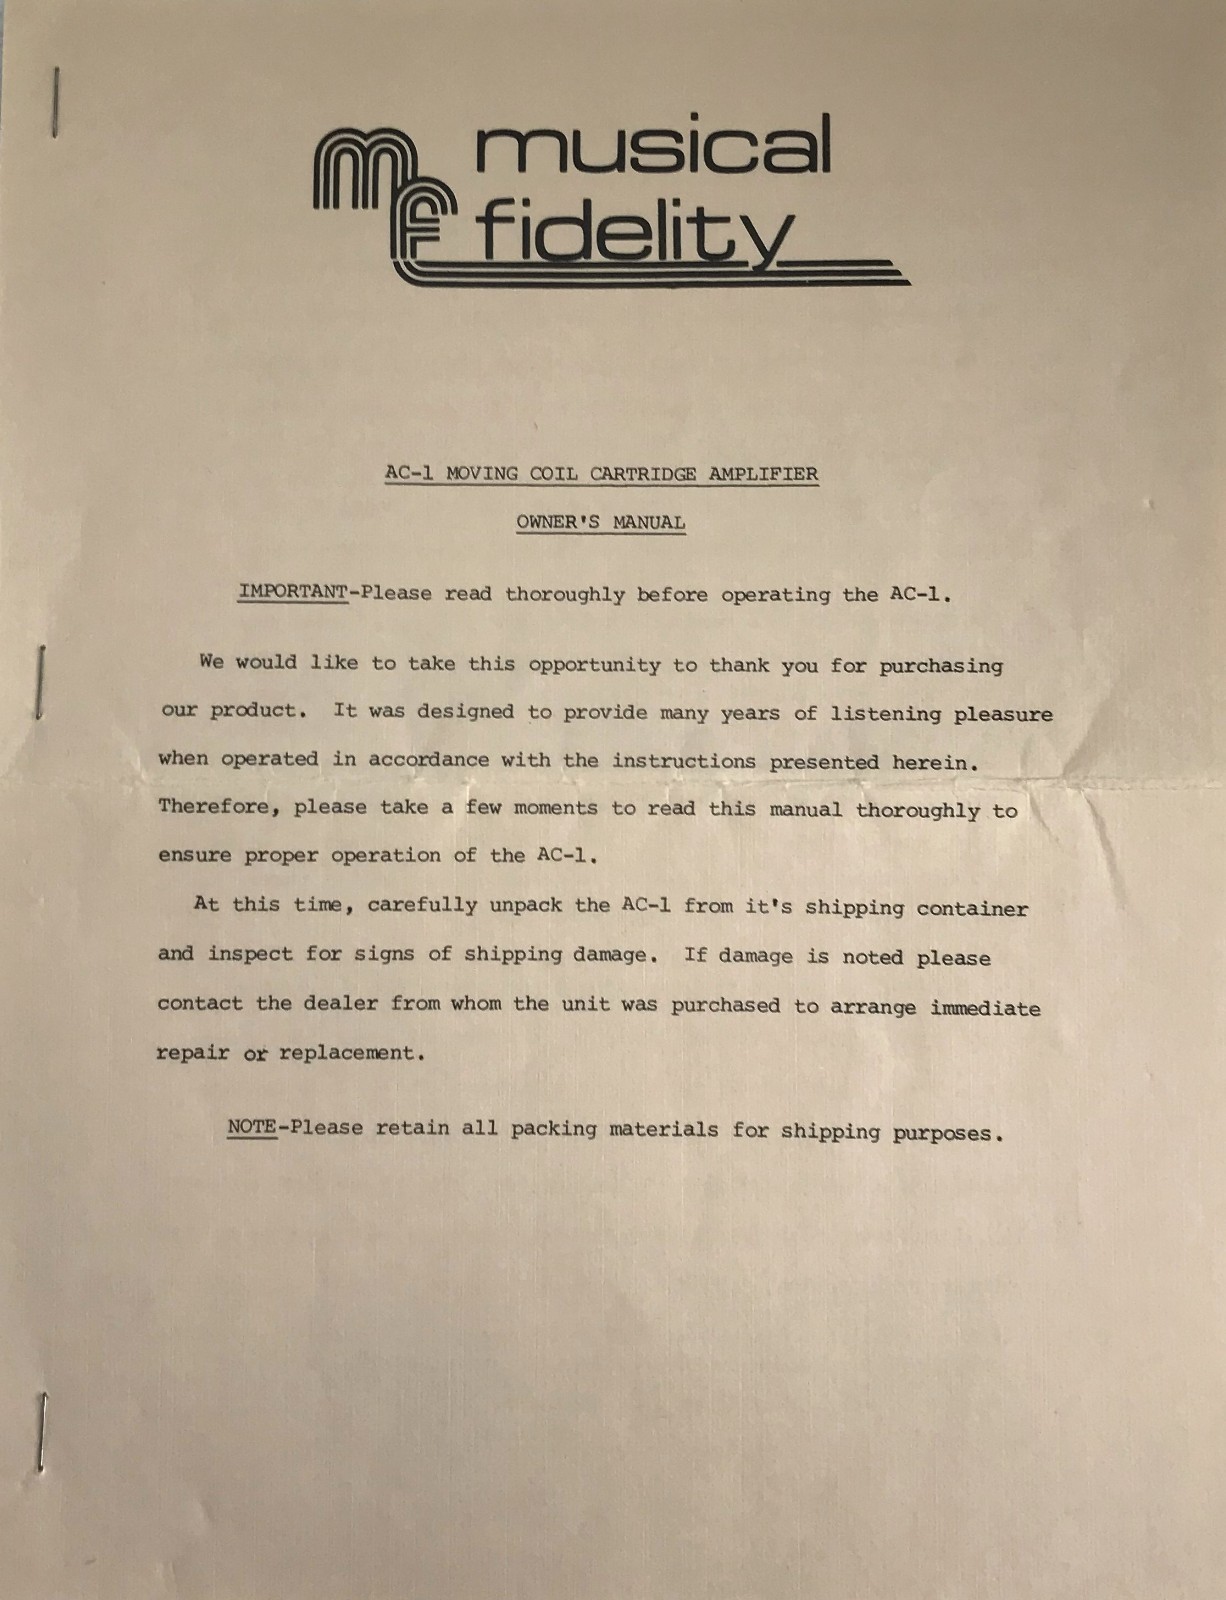 mf
musical
fidelity
AC-1 MOVING COIL CARTRIDGE AMPLIFIER
OWNER'S MANUAL
IMPORTANT-Please read thoroughly before operating the AC-1.
We would like to take this opportunity to thank you for purchasing
our product. It was designed to provide many years of listening pleasure
when operated in accordance with the instructions presented herein.
Therefore, please take a few moments to read this manual thoroughly to
ensure proper operation of the AC-1.
At this time, carefully unpack the AC-1 from it's shipping container
and inspect for signs of shipping damage. If damage is noted please
contact the dealer from whom the unit was purchased to arrange immediate
repair or replacement.
NOTE-Please retain all packing materials for shipping purposes.